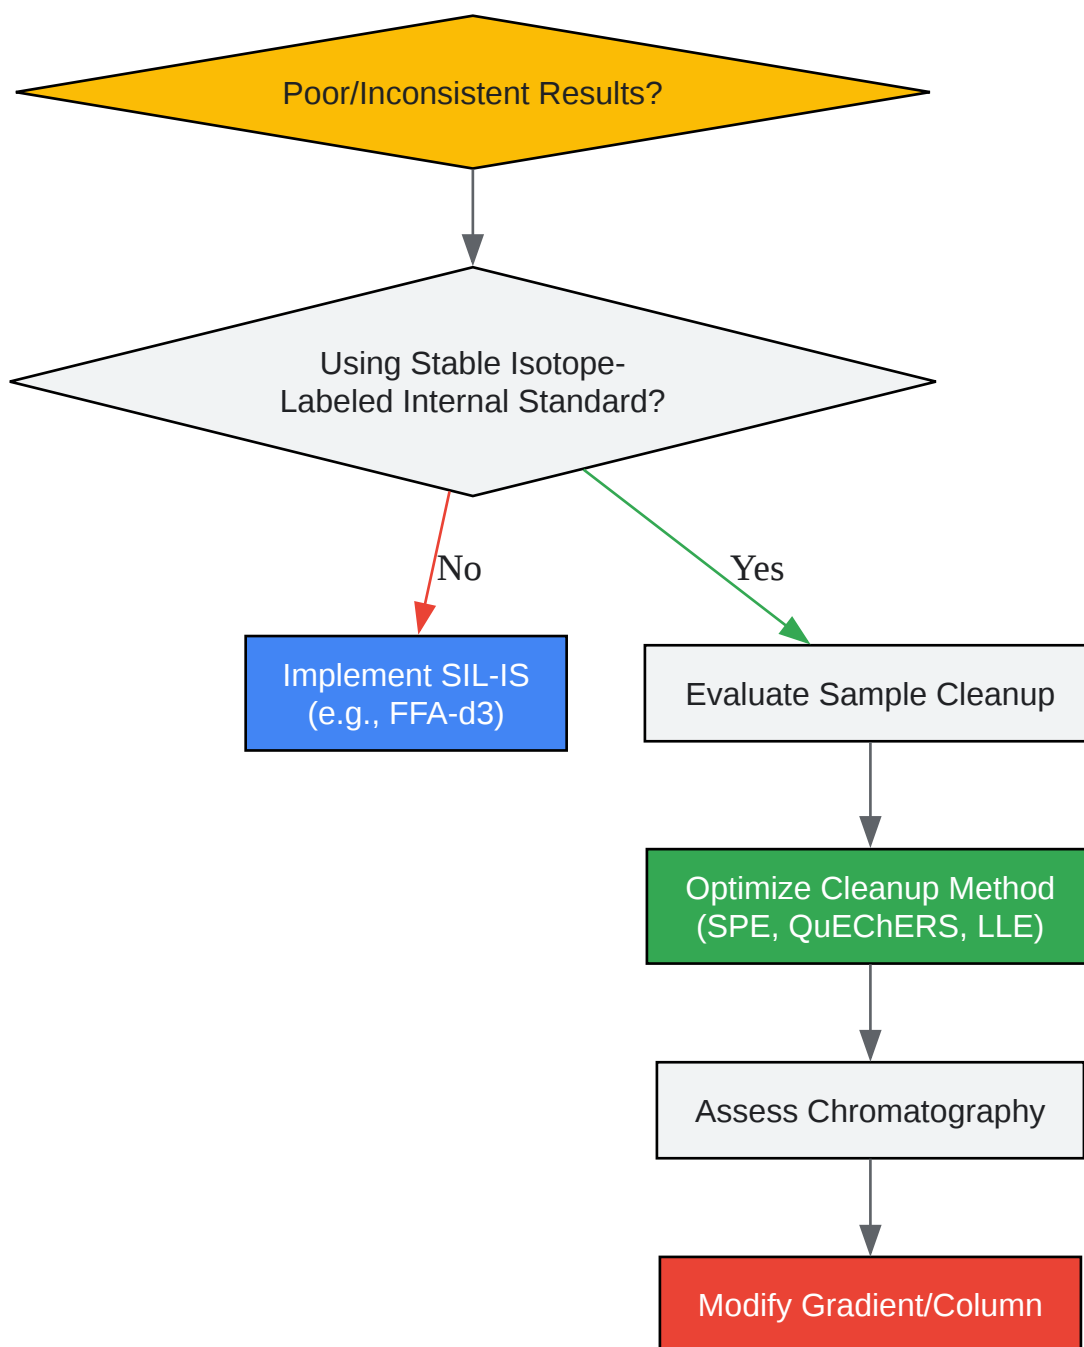 Poor/Inconsistent Results?
Using Stable Isotope-
Labeled Internal Standard?
No
Yes
Implement SIL-IS
(e.g., FFA-d3)
Evaluate Sample Cleanup
Optimize Cleanup Method
(SPE, QuEChERS, LLE)
Assess Chromatography
Modify Gradient/Column